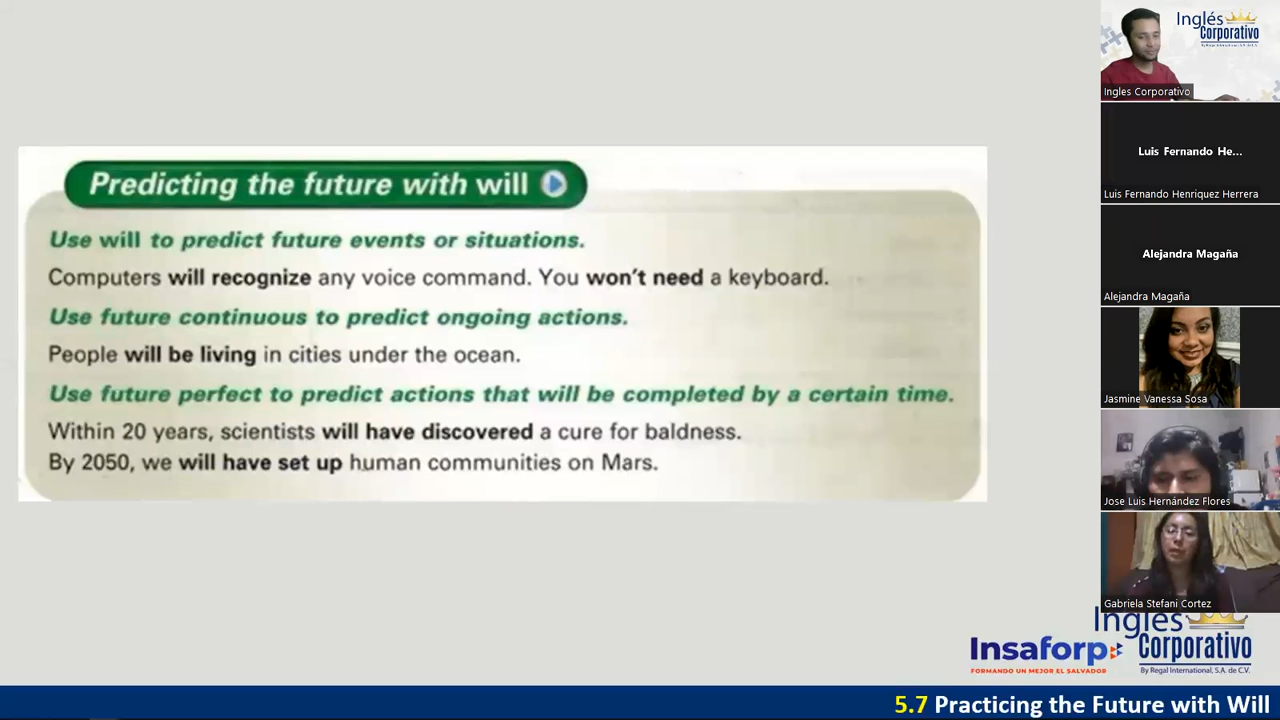 Predicting the future with will
Use will to predict future events or situations.
Computers will recognize any voice command. You won't need a keyboard.
Use future continuous to predict ongoing actions.
People will be living in cities under the ocean.
Use future perfect to predict actions that will be completed by a certain time.
Within 20 years, scientists will have discovered a cure for baldness.
By 2050, we will have set up human communities on Mars.
Inglés
Corporativo
Ingles Corporativo
Luis Fernando He...
Luis Fernando Henriquez Herrera
Alejandra Magaña
Alejandra Magaña
Jasmine Vanessa Sosa
Jose Luis Hernández Flores
Gabriela Stefani Cortez
Insaforp
FORMANDO UN MEJOR EL SALVADOR
Inglés
Corporativo
By Regal International, S.A. de C.V.
5.7 Practicing the Future with Will